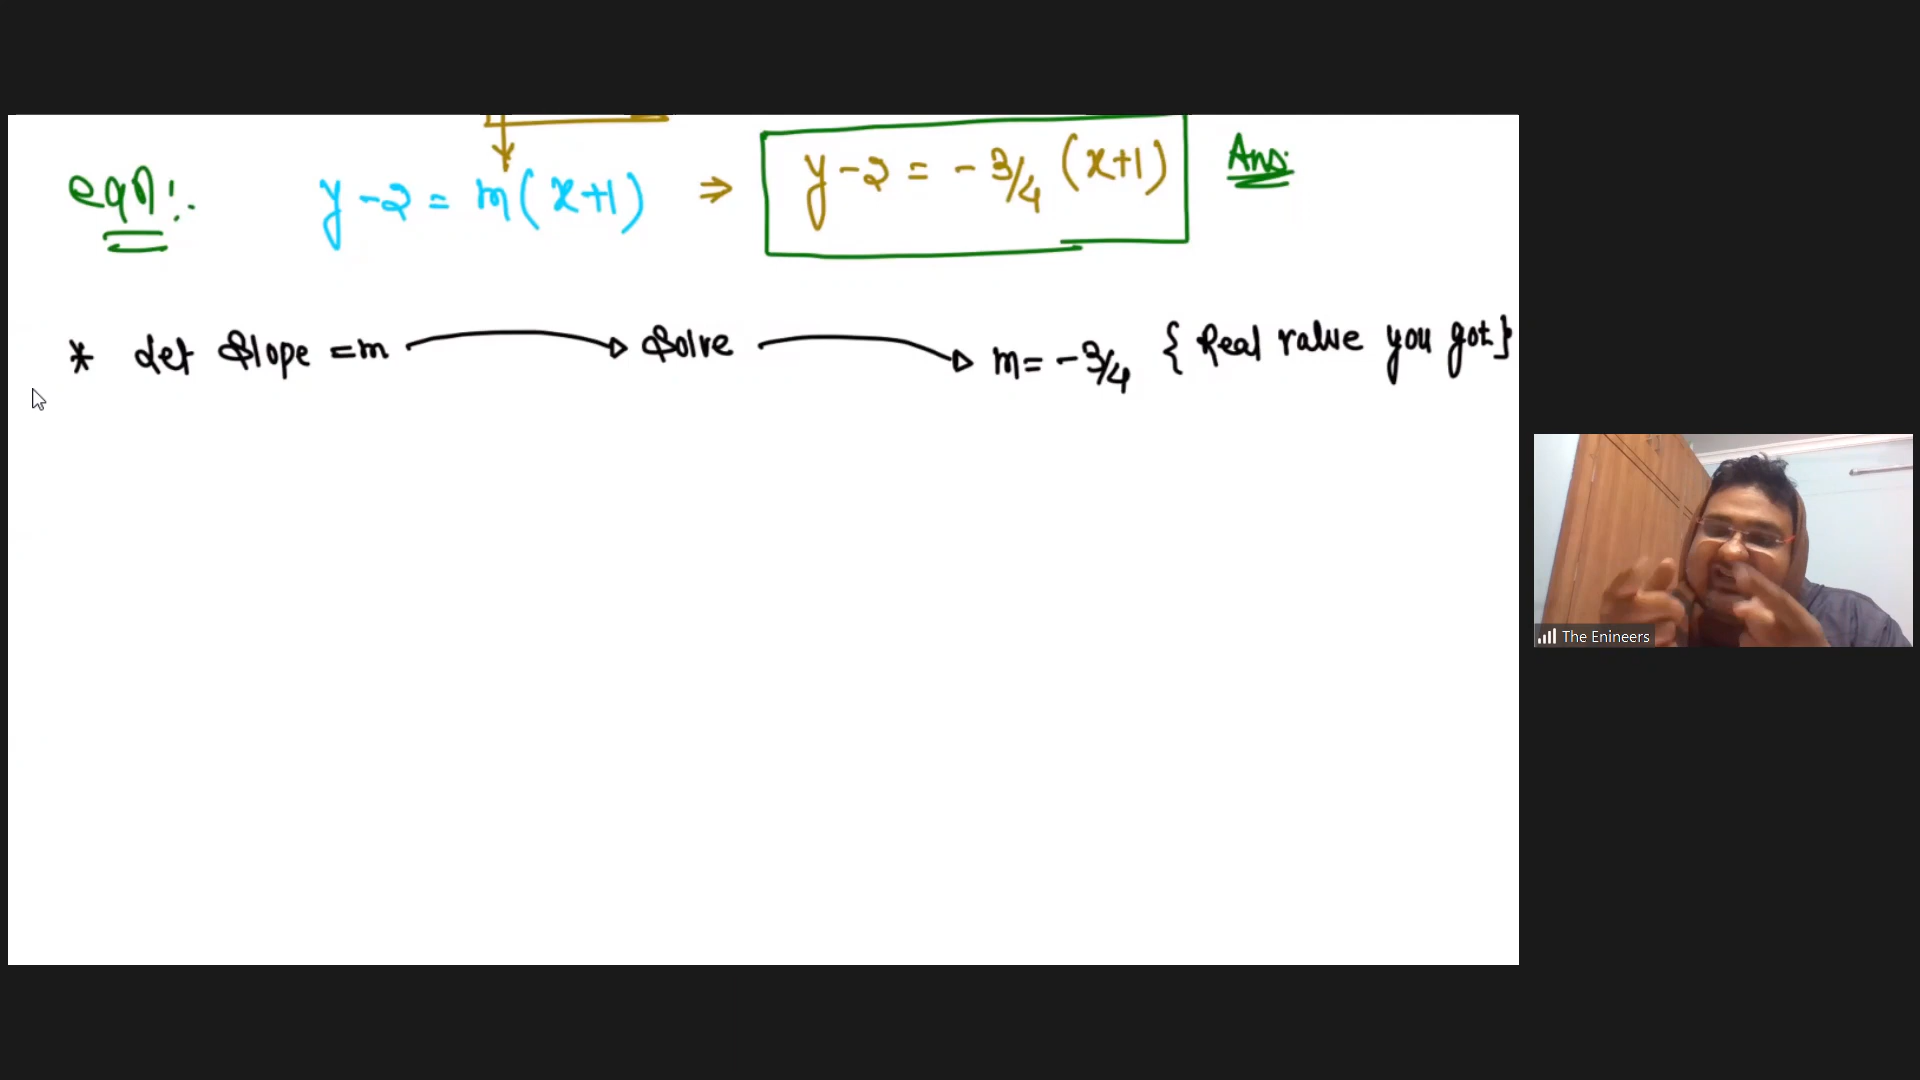 eqn:. y-2 = m(x+1) ⇒ y-2 = -3/4 (x+1) Ans:
* Let Slope = m → Solve → m = -3/4 { Real value you got }
The Enineers